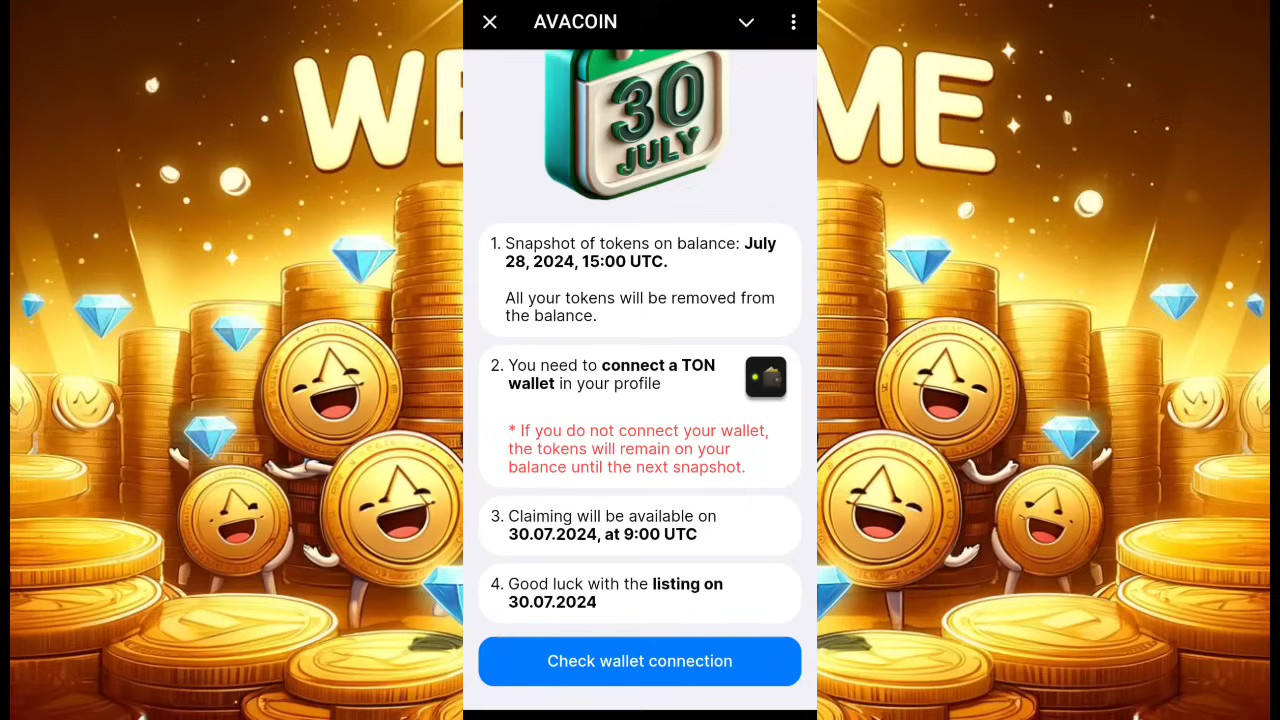 AVACOIN
WE
ME
30
JULY
1. Snapshot of tokens on balance: July
28, 2024, 15:00 UTC.
All your tokens will be removed from
the balance.
2. You need to connect a TON
wallet in your profile
* If you do not connect your wallet,
the tokens will remain on your
balance until the next snapshot.
3. Claiming will be available on
30.07.2024, at 9:00 UTC
4. Good luck with the listing on
30.07.2024
Check wallet connection